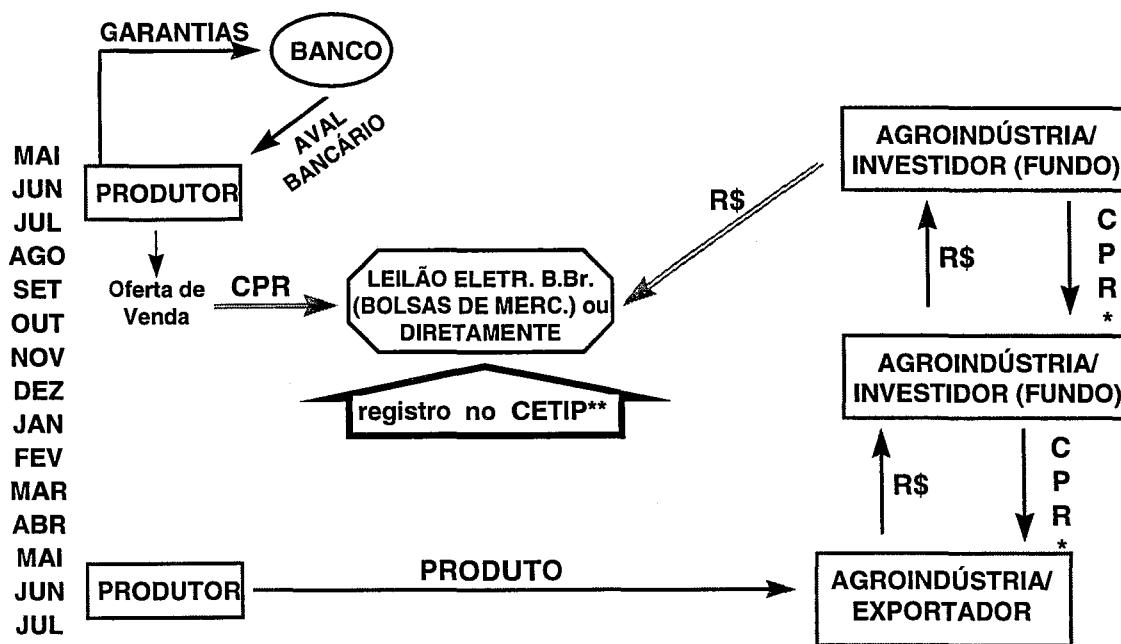 GARANTIAS
BANCO
AVAL
BANCÁRIO
MAI
JUN
JUL
AGO
SET
OUT
NOV
DEZ
JAN
FEV
MAR
ABR
MAI
JUN
JUL
PRODUTOR
Oferta de
Venda
CPR
LEILÃO ELETR. B.Br.
(BOLSAS DE MERC.) ou
DIRETAMENTE
registro no CETIP**
R$
AGROINDÚSTRIA/
INVESTIDOR (FUNDO)
R$
C
P
R
*
AGROINDÚSTRIA/
INVESTIDOR (FUNDO)
R$
C
P
R
*
PRODUTOR
PRODUTO
AGROINDÚSTRIA/
EXPORTADOR